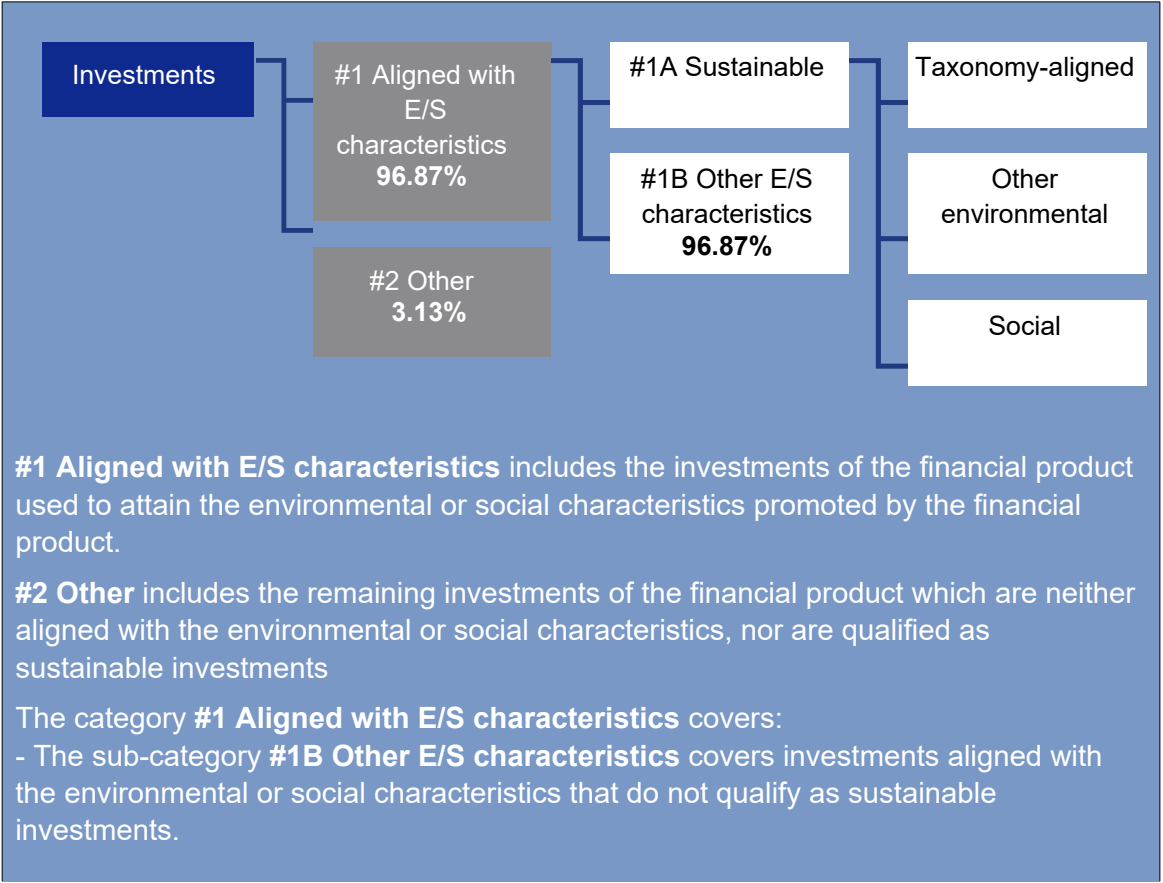 Investments
#1 Aligned with
E/S
characteristics
96.87%
#2 Other
3.13%
#1A Sustainable
#1B Other E/S
characteristics
96.87%
Taxonomy-aligned
Other
environmental
Social
#1 Aligned with E/S characteristics includes the investments of the financial product
used to attain the environmental or social characteristics promoted by the financial
product.
#2 Other includes the remaining investments of the financial product which are neither
aligned with the environmental or social characteristics, nor are qualified as
sustainable investments
The category #1 Aligned with E/S characteristics covers:
- The sub-category #1B Other E/S characteristics covers investments aligned with
the environmental or social characteristics that do not qualify as sustainable
investments.